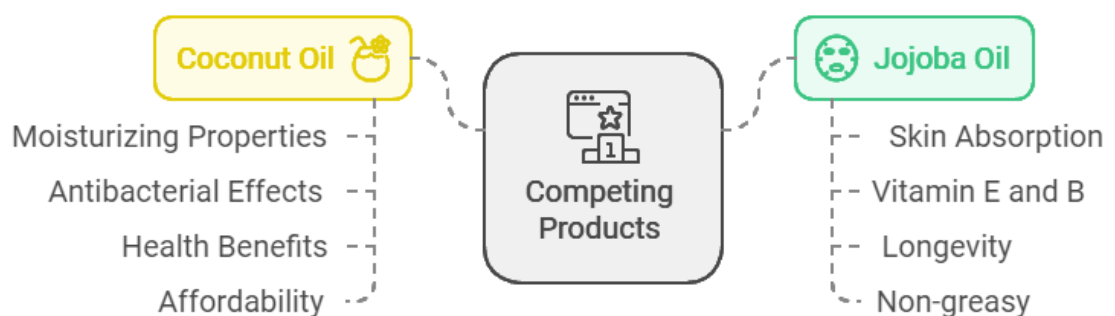 Coconut Oil
Moisturizing Properties
Antibacterial Effects
Health Benefits
Affordability
1
Competing
Products
Jojoba Oil
Skin Absorption
Vitamin E and B
Longevity
Non-greasy